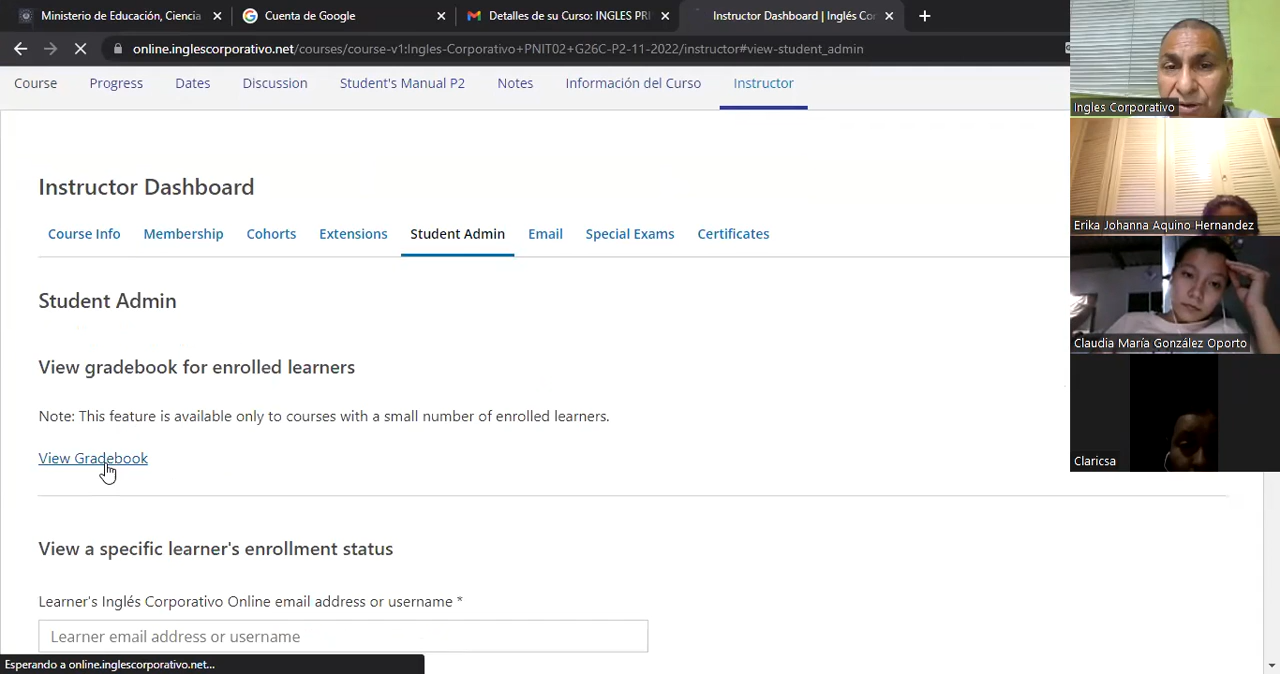 Ministerio de Educación, Ciencia
Cuenta de Google
Detalles de su Curso: INGLES PRI
Instructor Dashboard | Inglés Co
online.inglescorporativo.net/courses/course-v1:Ingles-Corporativo+PNIT02+G26C-P2-11-2022/instructor#view-student_admin
Course Progress Dates Discussion Student's Manual P2 Notes Información del Curso Instructor
Instructor Dashboard
Course Info Membership Cohorts Extensions Student Admin Email Special Exams Certificates
Student Admin
View gradebook for enrolled learners
Note: This feature is available only to courses with a small number of enrolled learners.
View Gradebook
View a specific learner's enrollment status
Learner's Inglés Corporativo Online email address or username *
Learner email address or username
Esperando a online.inglescorporativo.net...
Ingles Corporativo
Erika Johanna Aquino Hernandez
Claudia María González Oporto
Claricsa